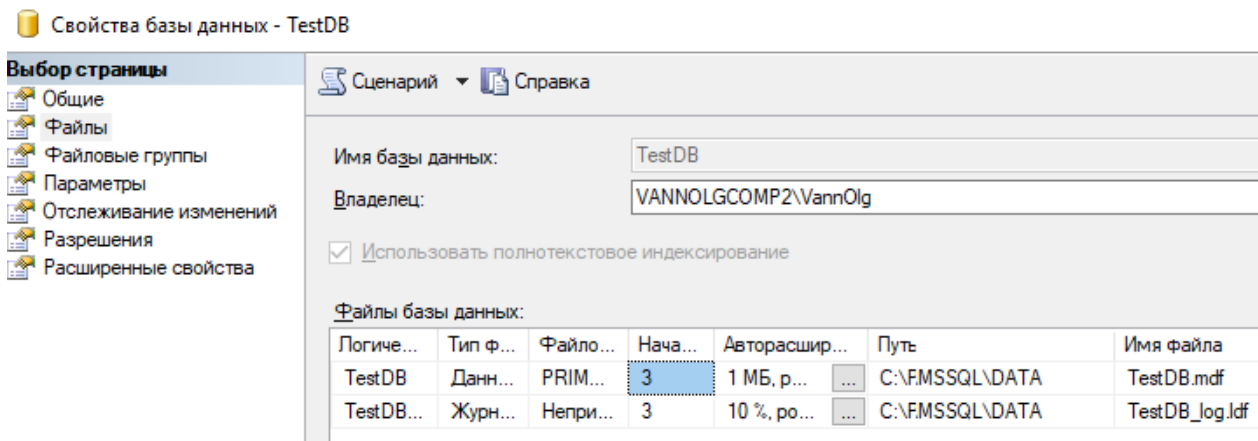 Свойства базы данных - TestDB
Выбор страницы
Общие
Файлы
Файловые группы
Параметры
Отслеживание изменений
Разрешения
Расширенные свойства
Сценарий Справка
Имя базы данных: TestDB
Владелец: VANNOLGCOMP2\VannOlg
Использовать полнотекстовое индексирование
Файлы базы данных:
Логиче... Тип ф... Файло... Нача... Авторасшир... Путь Имя файла
TestDB Данн... PRIM... 3 1 МБ, р... ... C:\F.MSSQL\DATA TestDB.mdf
TestDB... Журн... Непри... 3 10 %, ро... ... C:\F.MSSQL\DATA TestDB_log.ldf